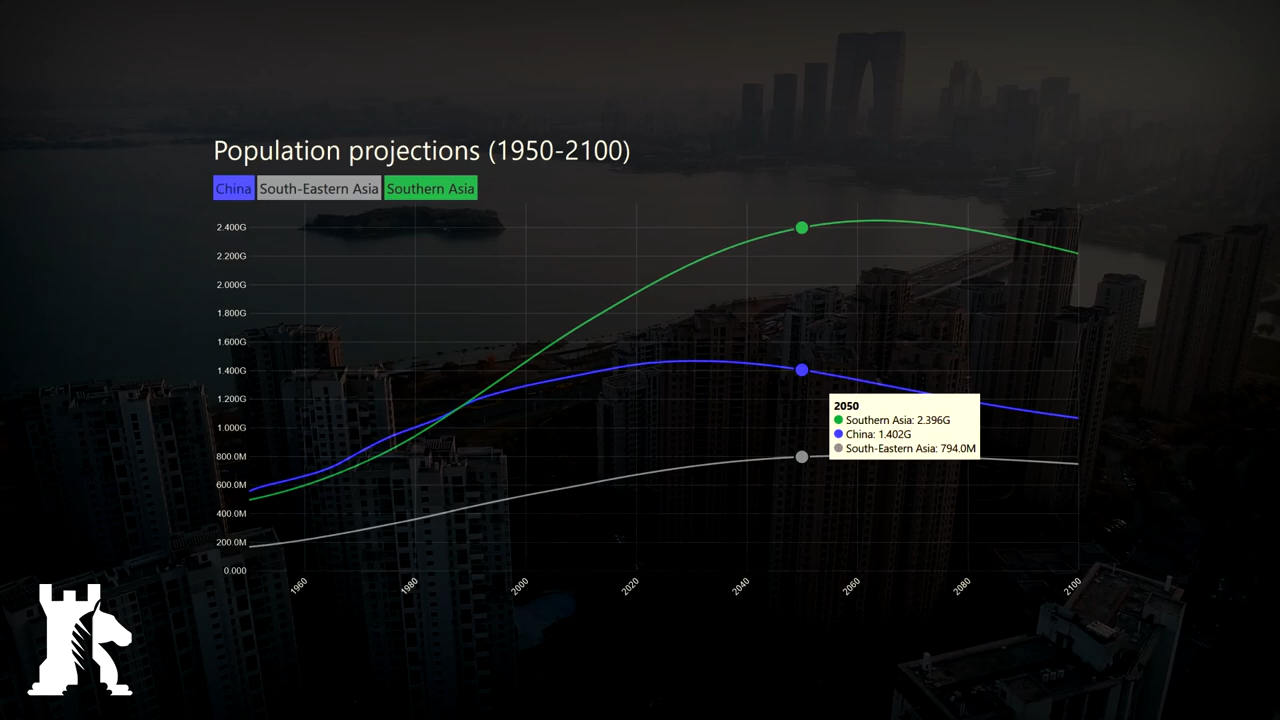 Population projections (1950-2100)
China South-Eastern Asia Southern Asia
2.400G
2.200G
2.000G
1.800G
1.600G
1.400G
1.200G
1.000G
800.0M
600.0M
400.0M
200.0M
0.000
1960 1980 2000 2020 2040 2060 2080 2100
2050
Southern Asia: 2.396G
China: 1.402G
South-Eastern Asia: 794.0M